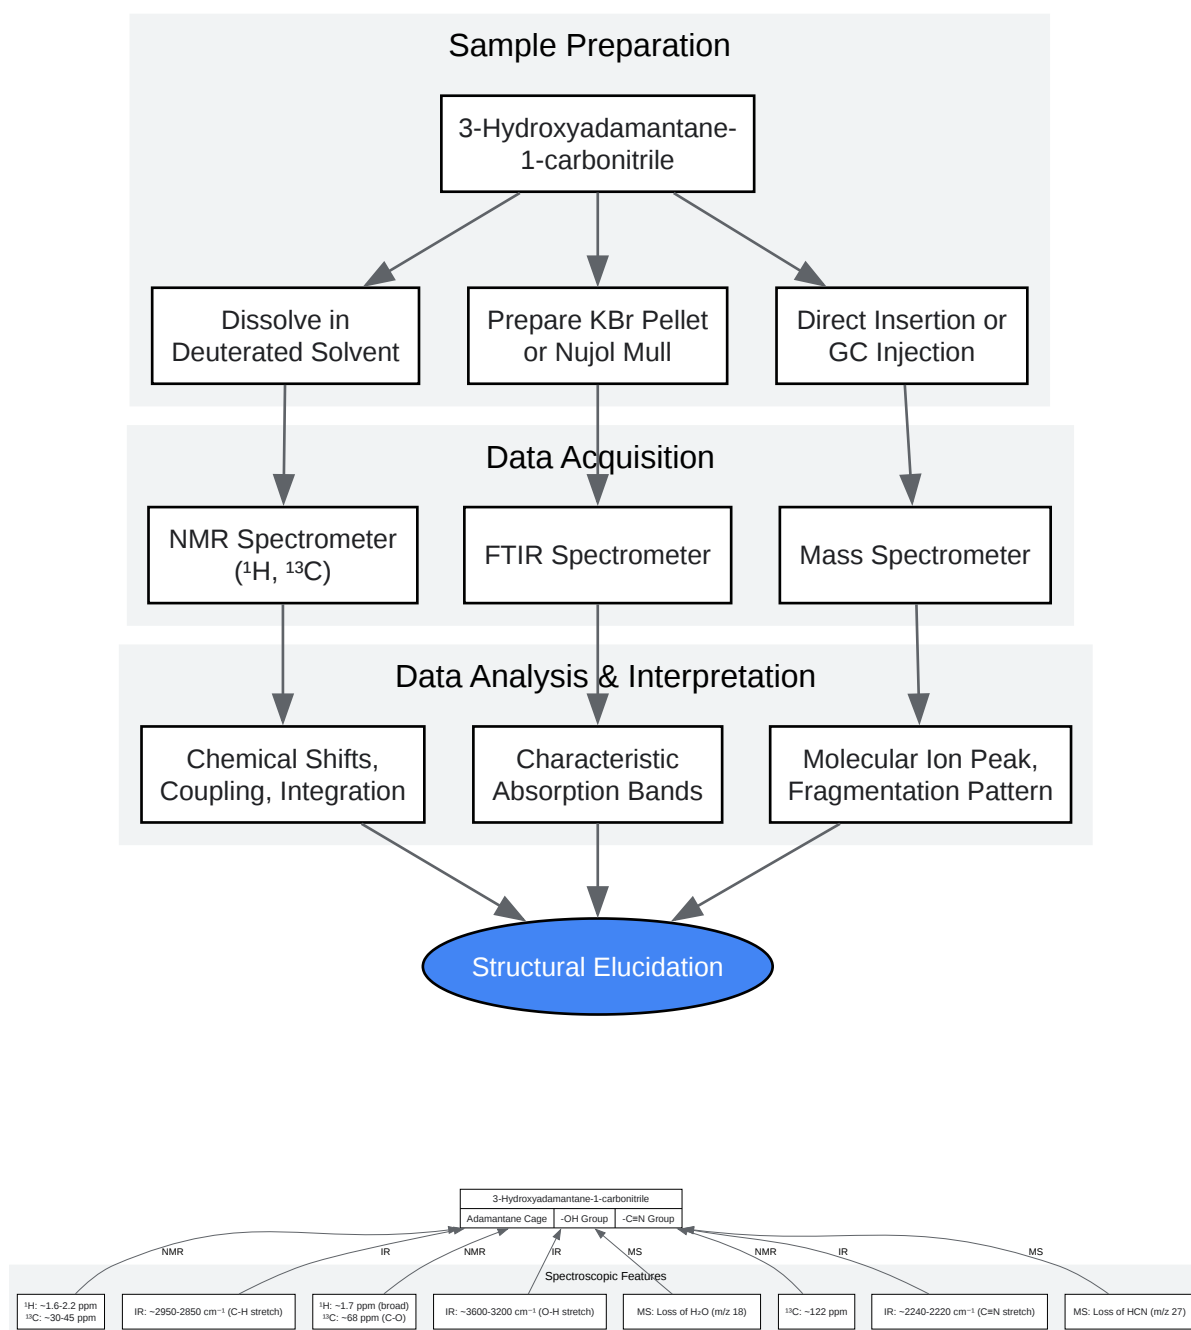 Sample Preparation
3-Hydroxyadamantane-
1-carbonitrile
Dissolve in
Deuterated Solvent
Prepare KBr Pellet
or Nujol Mull
Direct Insertion or
GC Injection
Data Acquisition
NMR Spectrometer
(¹H, ¹³C)
FTIR Spectrometer
Mass Spectrometer
Data Analysis & Interpretation
Chemical Shifts,
Coupling, Integration
Characteristic
Absorption Bands
Molecular Ion Peak,
Fragmentation Pattern
Structural Elucidation
3-Hydroxyadamantane-1-carbonitrile
Adamantane Cage
-OH Group
-C≡N Group
NMR
IR
NMR
IR
MS
NMR
IR
MS
Spectroscopic Features
¹H: ~1.6-2.2 ppm
¹³C: ~30-45 ppm
IR: ~2950-2850 cm⁻¹ (C-H stretch)
¹H: ~1.7 ppm (broad)
¹³C: ~68 ppm (C-O)
IR: ~3600-3200 cm⁻¹ (O-H stretch)
MS: Loss of H₂O (m/z 18)
¹³C: ~122 ppm
IR: ~2240-2220 cm⁻¹ (C≡N stretch)
MS: Loss of HCN (m/z 27)